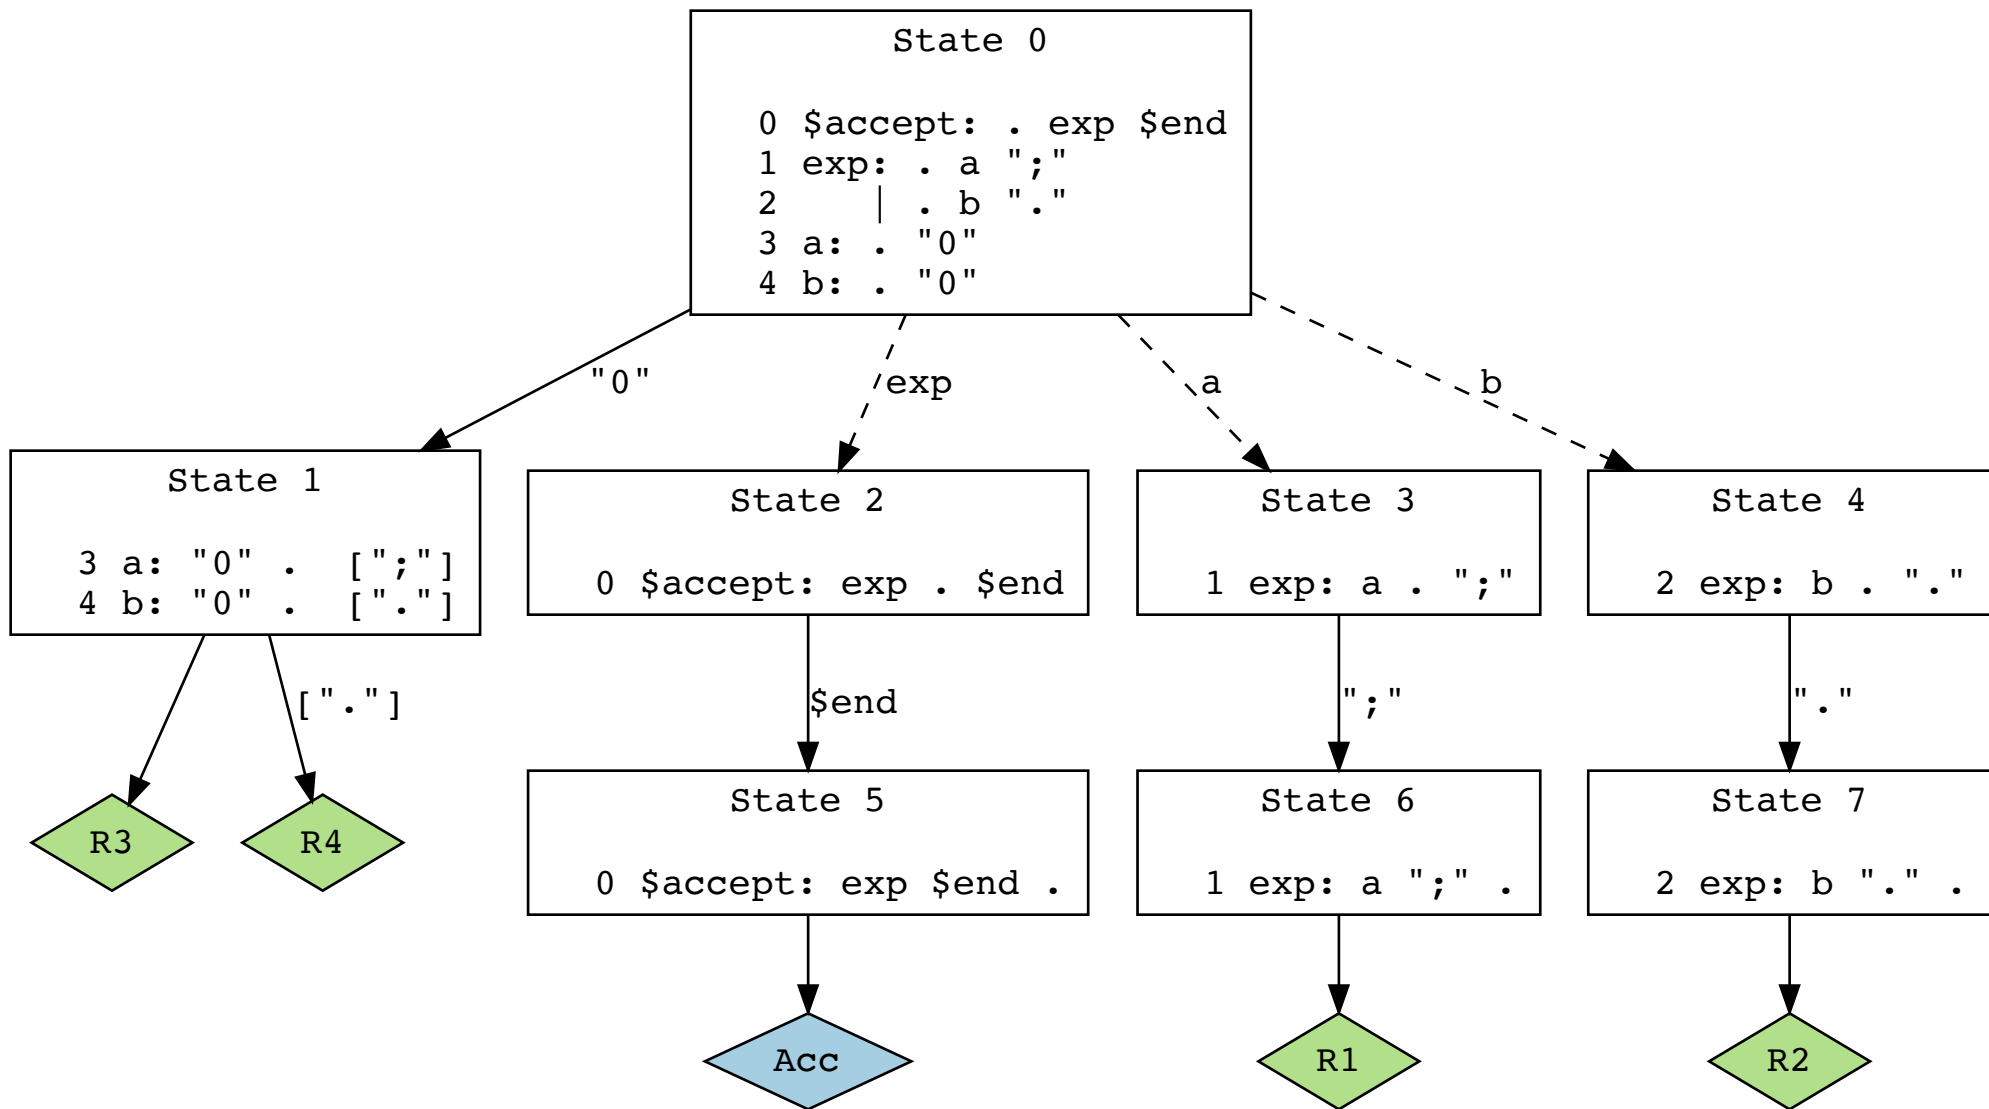 State 0
0 $accept: . exp $end
1 exp: . a ";"
2    | . b "."
3 a: . "0"
4 b: . "0"
"0"
exp
a
b
State 1
3 a: "0" .  [";"]
4 b: "0" .  ["."]
State 2
0 $accept: exp . $end
State 3
1 exp: a . ";"
State 4
2 exp: b . "."
["."]
$end
";"
"."
R3
R4
State 5
0 $accept: exp $end .
State 6
1 exp: a ";" .
State 7
2 exp: b "." .
Acc
R1
R2